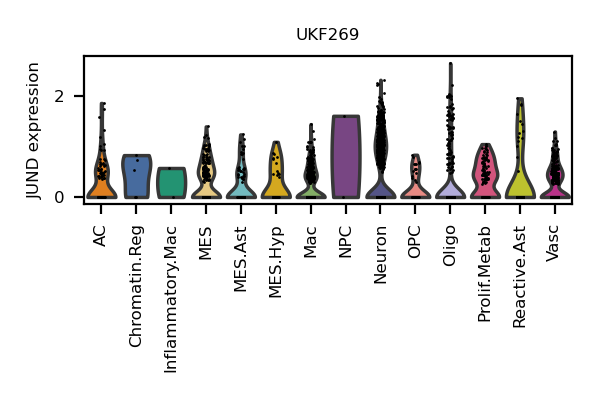 UKF269
JUND expression
2
0
AC
Chromatin.Reg
Inflammatory.Mac
MES
MES.Ast
MES.Hyp
Mac
NPC
Neuron
OPC
Oligo
Prolif.Metab
Reactive.Ast
Vasc